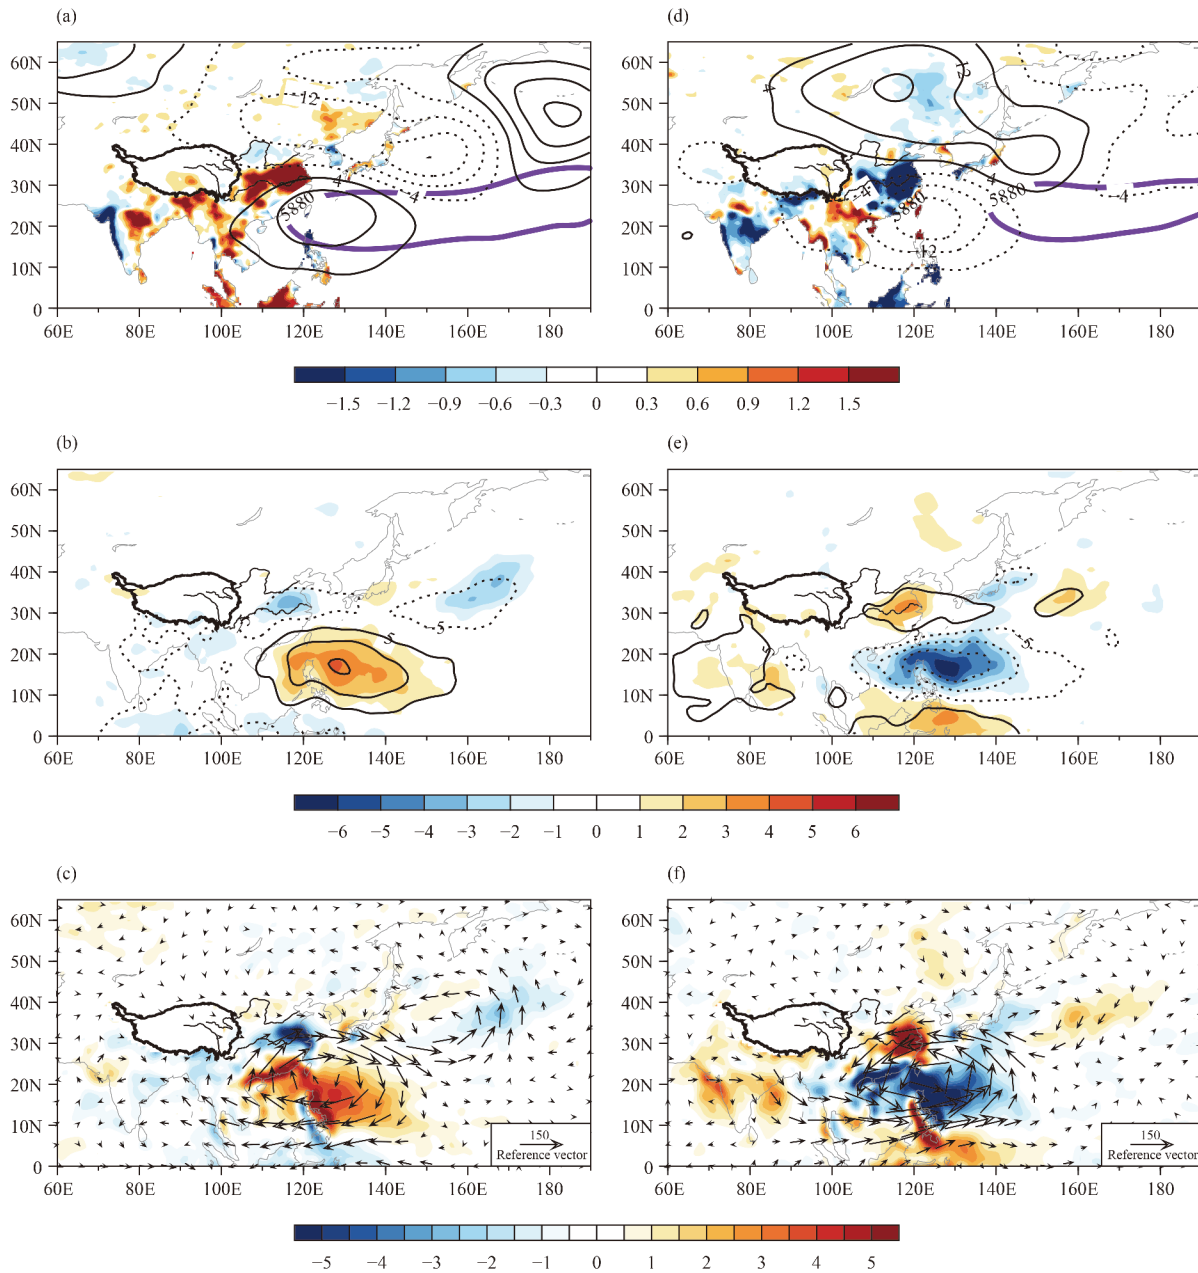 (a)
(d)
60N
50N
40N
30N
20N
10N
0
60E 80E 100E 120E 140E 160E 180
−12
−4
−4
5880
60N
50N
40N
30N
20N
10N
0
60E 80E 100E 120E 140E 160E 180
12
4
4
−4
5880
5880
−4
−12
−1.5 −1.2 −0.9 −0.6 −0.3 0 0.3 0.6 0.9 1.2 1.5
(b)
(e)
60N
50N
40N
30N
20N
10N
0
60E 80E 100E 120E 140E 160E 180
−5
5
60N
50N
40N
30N
20N
10N
0
60E 80E 100E 120E 140E 160E 180
5
−5
−6 −5 −4 −3 −2 −1 0 1 2 3 4 5 6
(c)
(f)
60N
50N
40N
30N
20N
10N
0
60E 80E 100E 120E 140E 160E 180
150
Reference vector
60N
50N
40N
30N
20N
10N
0
60E 80E 100E 120E 140E 160E 180
150
Reference vector
−5 −4 −3 −2 −1 0 1 2 3 4 5